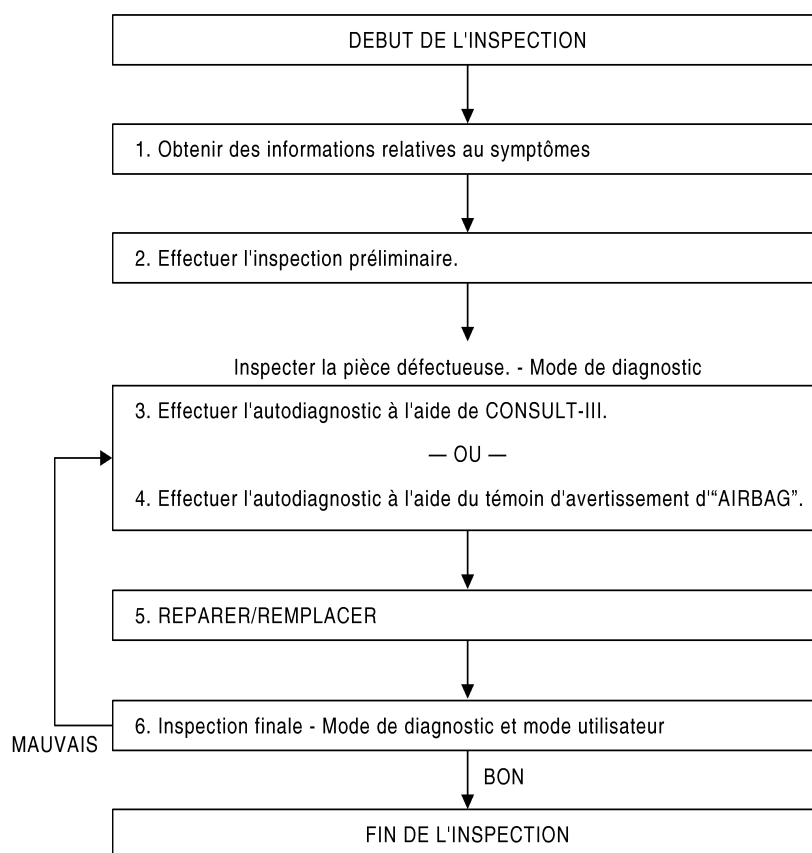 DEBUT DE L'INSPECTION
1. Obtenir des informations relatives au symptômes
2. Effectuer l'inspection préliminaire.
Inspecter la pièce défectueuse. - Mode de diagnostic
3. Effectuer l'autodiagnostic à l'aide de CONSULT-III.
— OU —
4. Effectuer l'autodiagnostic à l'aide du témoin d'avertissement d'“AIRBAG”.
5. REPARER/REMPLACER
6. Inspection finale - Mode de diagnostic et mode utilisateur
MAUVAIS
BON
FIN DE L'INSPECTION